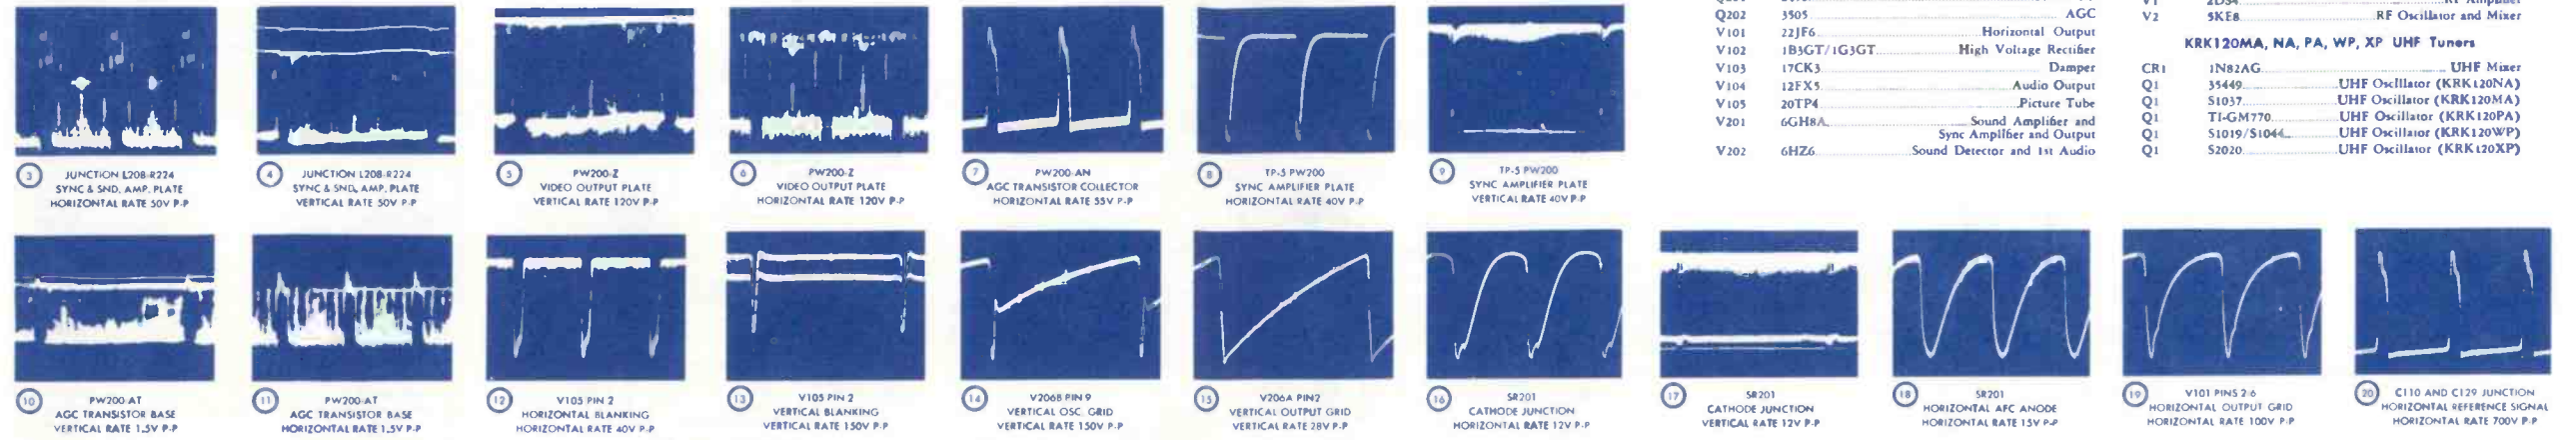 3 JUNCTION L208-R224
SYNC & SND. AMP. PLATE
HORIZONTAL RATE 50V P-P
4 JUNCTION L208-R224
SYNC & SND. AMP. PLATE
VERTICAL RATE 50V P-P
5 PW200-Z
VIDEO OUTPUT PLATE
VERTICAL RATE 120V P-P
6 PW200-Z
VIDEO OUTPUT PLATE
HORIZONTAL RATE 120V P-P
7 PW200-AN
AGC TRANSISTOR COLLECTOR
HORIZONTAL RATE 55V P-P
8 TP-5 PW200
SYNC AMPLIFIER PLATE
HORIZONTAL RATE 40V P-P
9 TP-5 PW200
SYNC AMPLIFIER PLATE
VERTICAL RATE 40V P-P
Q202 3505 AGC
V101 22JF6 Horizontal Output
V102 1B3GT/1G3GT High Voltage Rectifier
V103 17CK3 Damper
V104 12FX5 Audio Output
V105 20TP4 Picture Tube
V201 6GH8A Sound Amplifier and
Sync Amplifier and Output
V202 6HZ6 Sound Detector and 1st Audio
V1 2DS4 RF Amplifier
V2 5KE8 RF Oscillator and Mixer
KRK120MA, NA, PA, WP, XP UHF Tuners
CR1 1N82AG UHF Mixer
Q1 35449 UHF Oscillator (KRK120NA)
Q1 S1037 UHF Oscillator (KRK120MA)
Q1 TI-GM770 UHF Oscillator (KRK120PA)
Q1 S1019/S1044 UHF Oscillator (KRK120WP)
Q1 S2020 UHF Oscillator (KRK120XP)
10 PW200-AT
AGC TRANSISTOR BASE
VERTICAL RATE 1.5V P-P
11 PW200-AT
AGC TRANSISTOR BASE
HORIZONTAL RATE 1.5V P-P
12 V105 PIN 2
HORIZONTAL BLANKING
HORIZONTAL RATE 40V P-P
13 V105 PIN 2
VERTICAL BLANKING
VERTICAL RATE 150V P-P
14 V206B PIN 9
VERTICAL OSC. GRID
VERTICAL RATE 150V P-P
15 V206A PIN2
VERTICAL OUTPUT GRID
VERTICAL RATE 28V P-P
16 SR201
CATHODE JUNCTION
HORIZONTAL RATE 12V P-P
17 SR201
CATHODE JUNCTION
VERTICAL RATE 12V P-P
18 SR201
HORIZONTAL AFC ANODE
HORIZONTAL RATE 15V P-P
19 V101 PINS 2-6
HORIZONTAL OUTPUT GRID
HORIZONTAL RATE 100V P-P
20 C110 AND C129 JUNCTION
HORIZONTAL REFERENCE SIGNAL
HORIZONTAL RATE 700V P-P